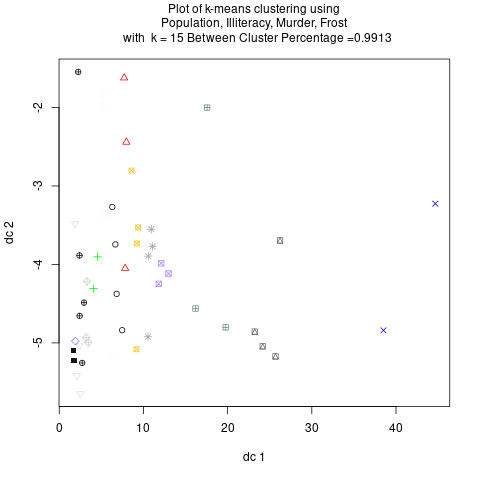 Plot of k-means clustering using
Population, Illiteracy, Murder, Frost
with k = 15 Between Cluster Percentage =0.9913
dc 2
-2
-3
-4
-5
0 10 20 30 40
dc 1